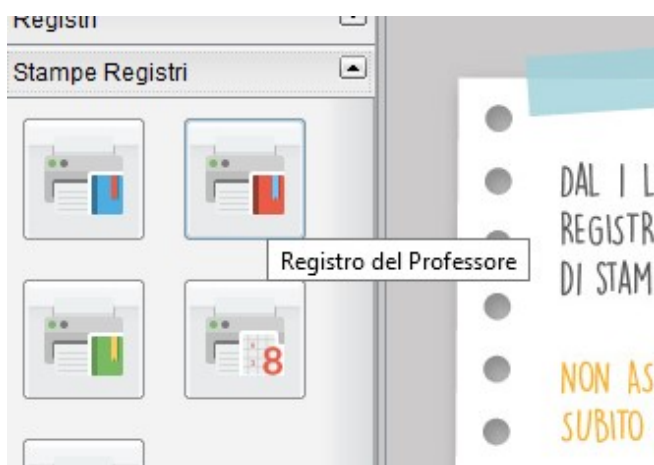 Registri
Stampe Registri
Registro del Professore
8
DAL I L
REGISTR
DI STAM
NON AS
SUBITO